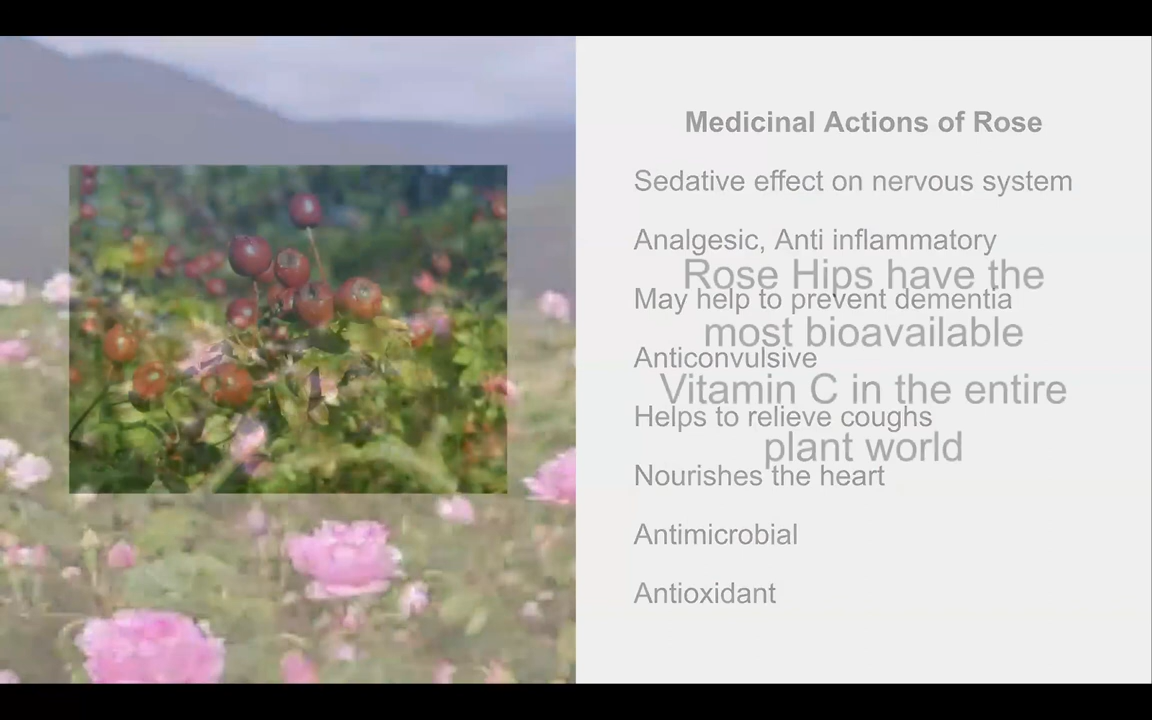 Medicinal Actions of Rose
Sedative effect on nervous system
Analgesic, Anti inflammatory
Rose Hips have the
May help to prevent dementia
most bioavailable
Anticonvulsive
Vitamin C in the entire
Helps to relieve coughs
plant world
Nourishes the heart
Antimicrobial
Antioxidant